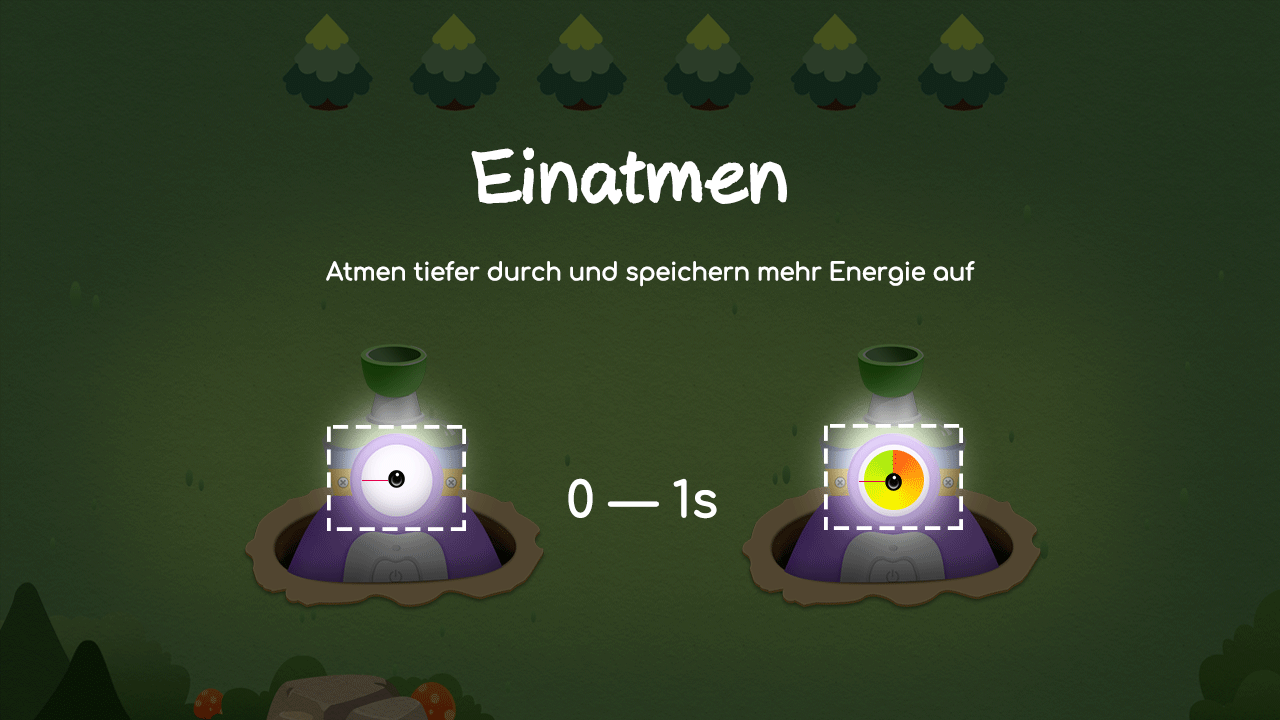 Einatmen
Atmen tiefer durch und speichern mehr Energie auf
0 — 1s